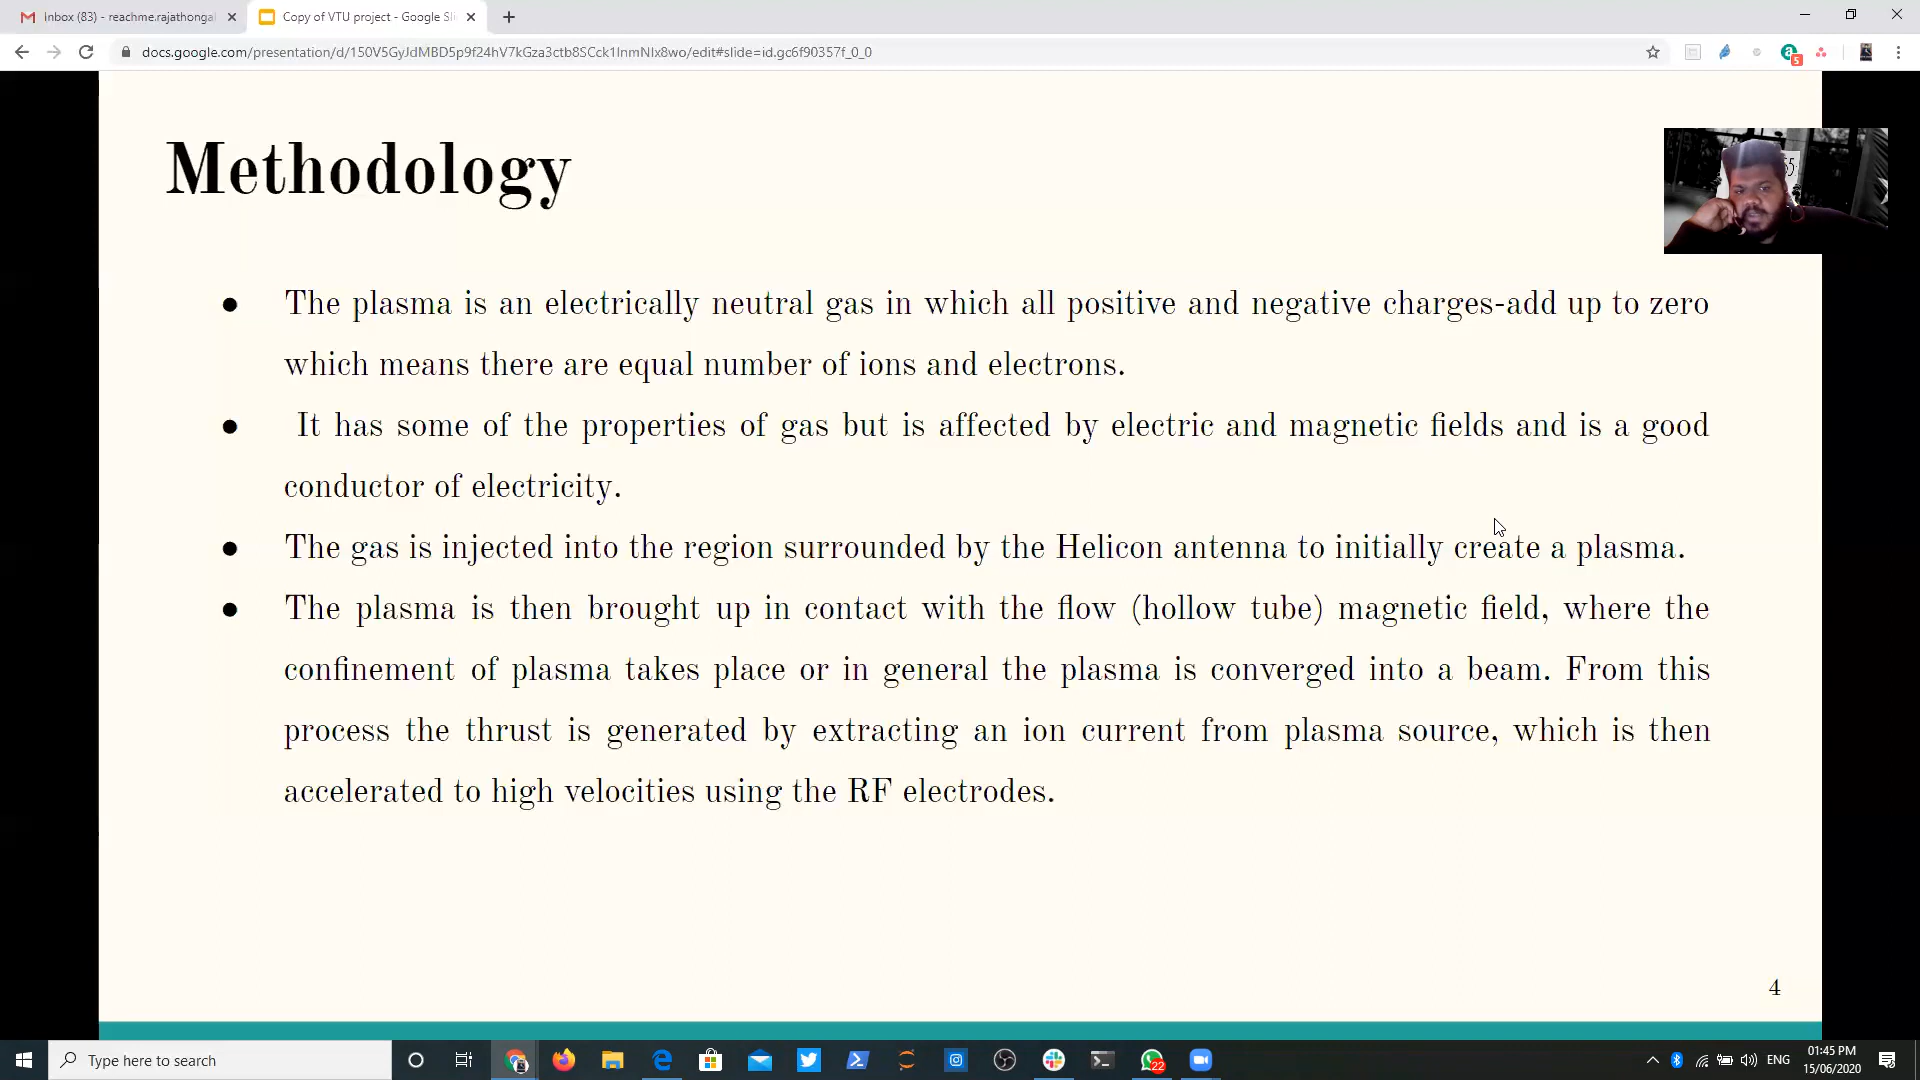 Inbox (83) - reachme.rajathongal
Copy of VTU project - Google Sli
docs.google.com/presentation/d/150V5GyJdMBD5p9f24hV7kGza3ctb8SCck1lnmNlx8wo/edit#slide=id.gc6f90357f_0_0
5
Methodology
● The plasma is an electrically neutral gas in which all positive and negative charges-add up to zero
which means there are equal number of ions and electrons.
● It has some of the properties of gas but is affected by electric and magnetic fields and is a good
conductor of electricity.
● The gas is injected into the region surrounded by the Helicon antenna to initially create a plasma.
● The plasma is then brought up in contact with the flow (hollow tube) magnetic field, where the
confinement of plasma takes place or in general the plasma is converged into a beam. From this
process the thrust is generated by extracting an ion current from plasma source, which is then
accelerated to high velocities using the RF electrodes.
4
Type here to search
22
ENG
01:45 PM
15/06/2020